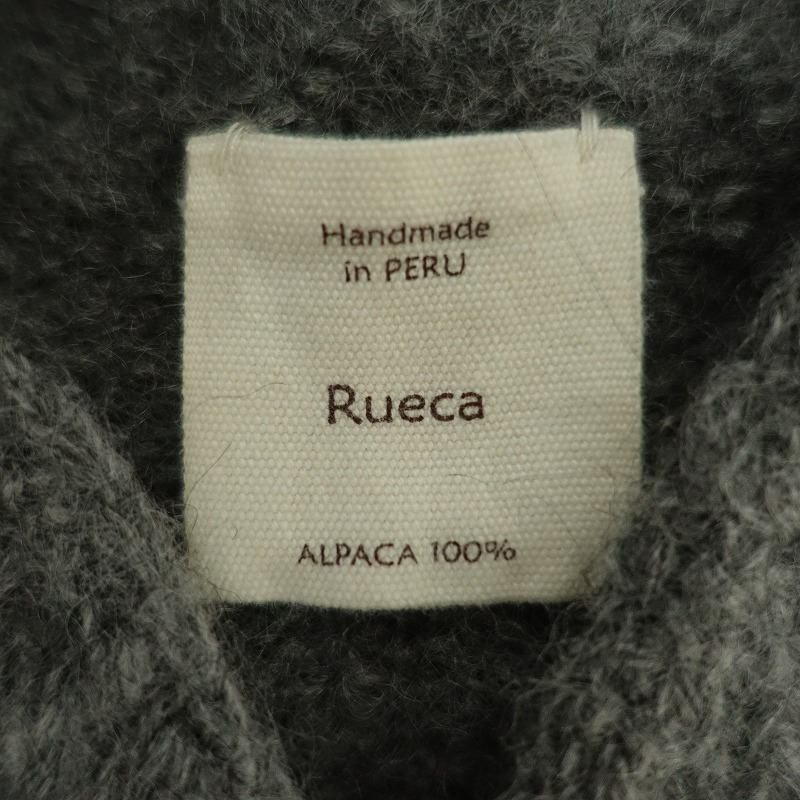 Handmade
in PERU
Rueca
ALPACA 100%